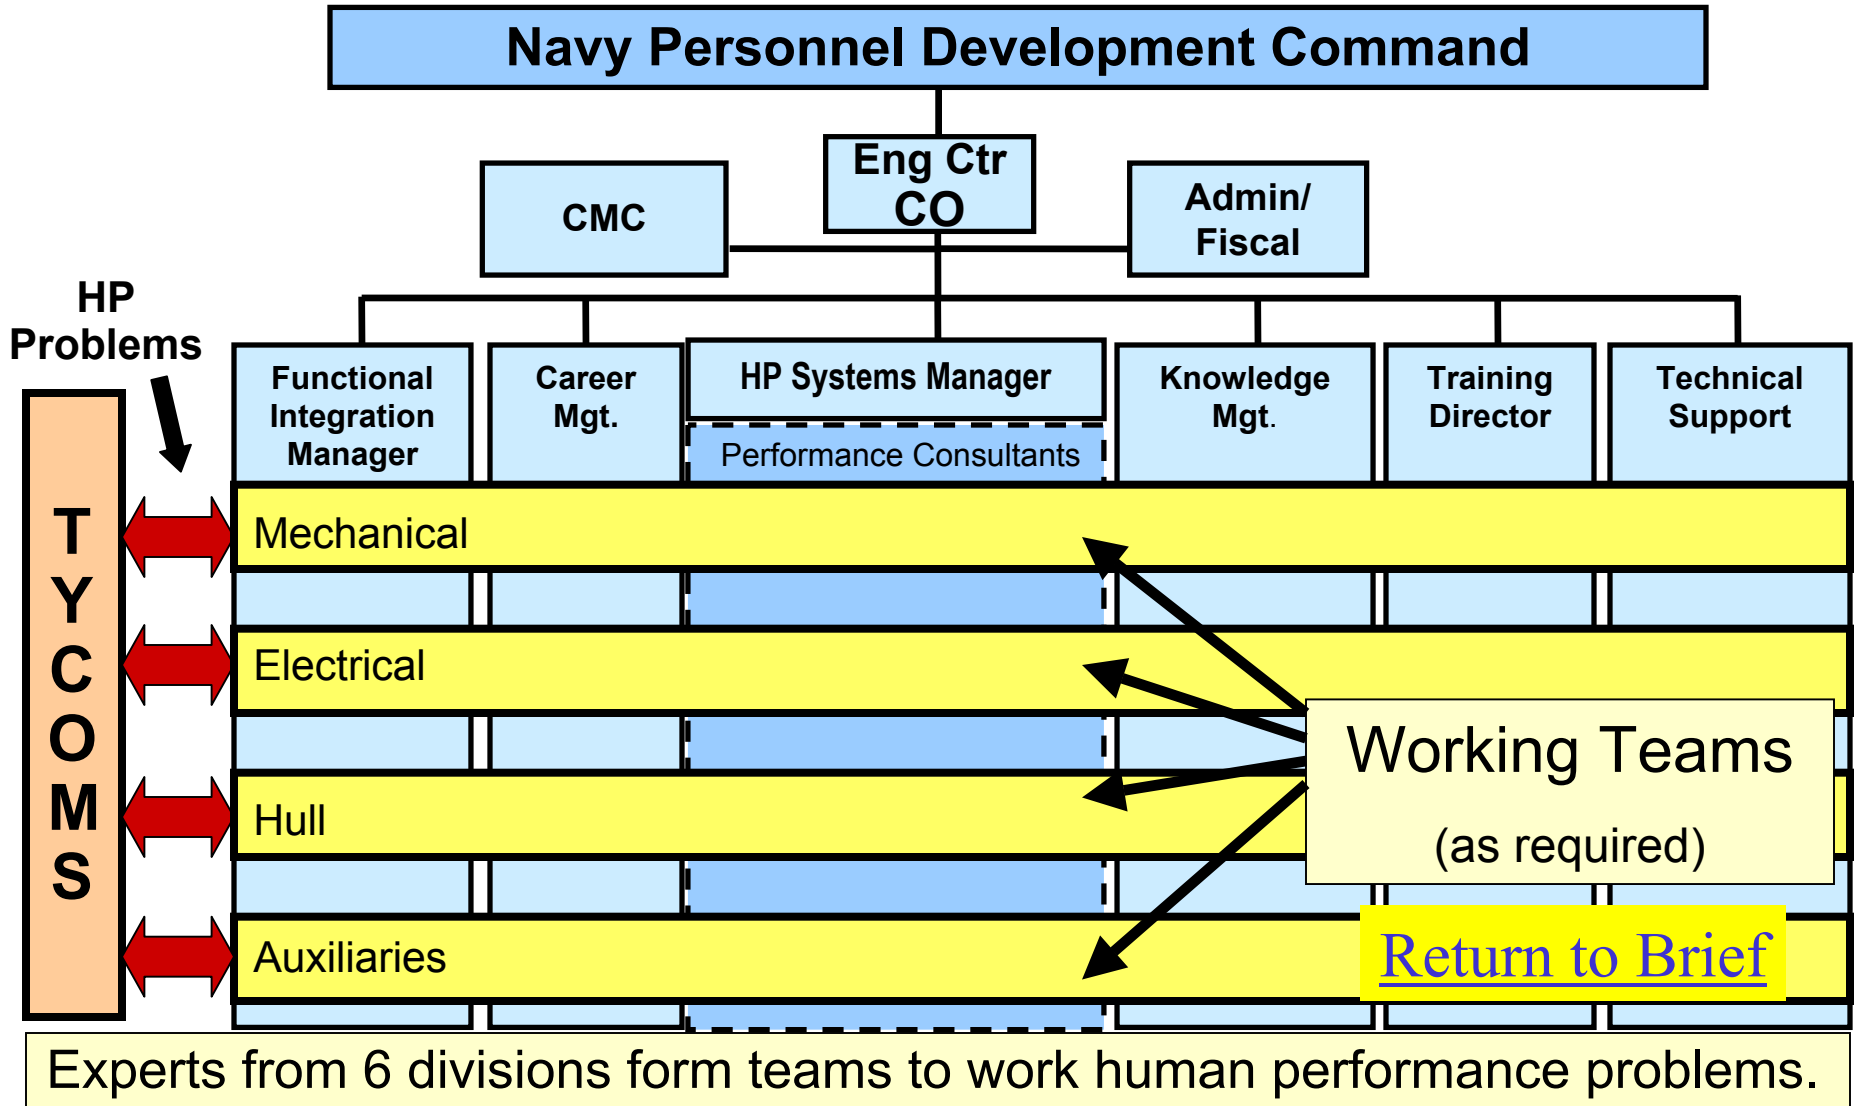 Navy Personnel Development Command
Eng Ctr
CO
CMC
Admin/
Fiscal
HP
Problems
Functional
Integration
Manager
Career
Mgt.
HP Systems Manager
Performance Consultants
Knowledge
Mgt.
Training
Director
Technical
Support
T
Y
C
O
M
S
Mechanical
Electrical
Hull
Auxiliaries
Working Teams
(as required)
Return to Brief
Experts from 6 divisions form teams to work human performance problems.